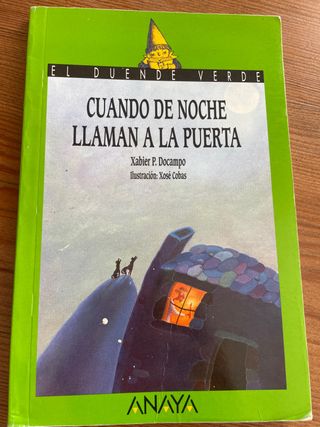 EL DUENDE VERDE
CUANDO DE NOCHE
LLAMAN A LA PUERTA
Xabier P. Docampo
Ilustración: Xosé Cobas
ANAYA